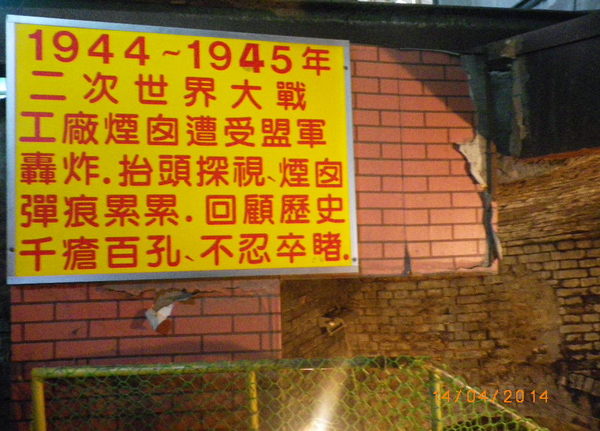 1944~1945年
二次世界大戰
工廠煙囱遭受盟軍
轟炸.抬頭探視、煙囱
彈痕累累.回顧歷史
千瘡百孔、不忍卒睹.
14/04/2014